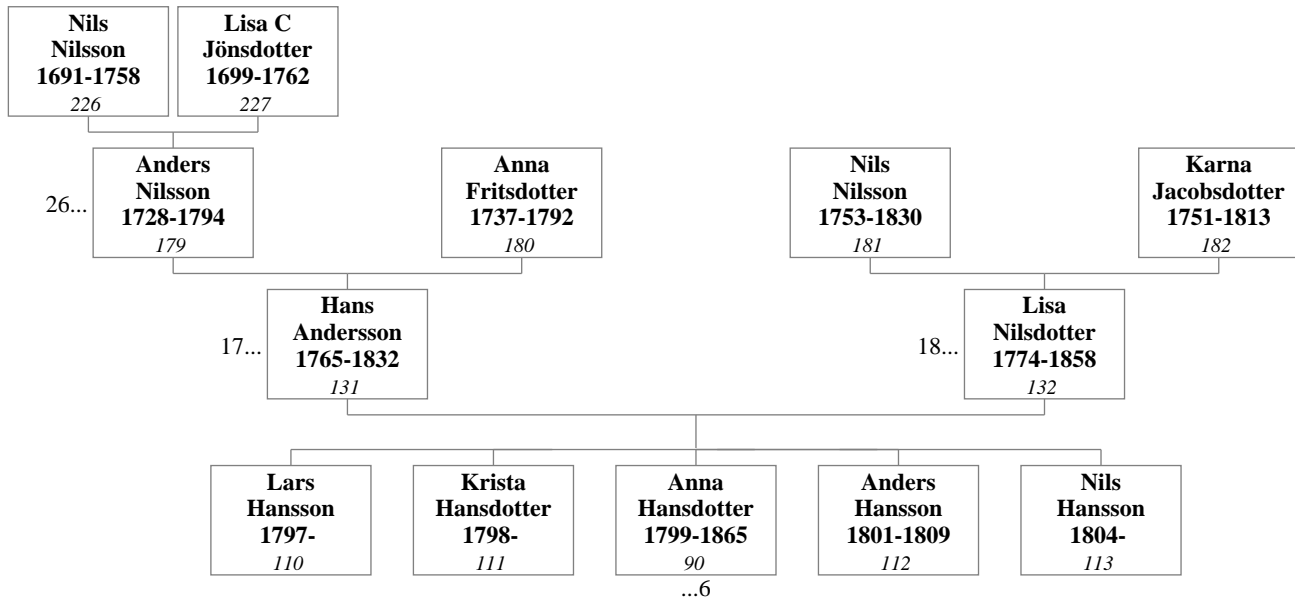 Nils
Nilsson
1691-1758
226
Lisa C
Jönsdotter
1699-1762
227
26...
Anders
Nilsson
1728-1794
179
Anna
Fritsdotter
1737-1792
180
Nils
Nilsson
1753-1830
181
Karna
Jacobsdotter
1751-1813
182
17...
Hans
Andersson
1765-1832
131
18...
Lisa
Nilsdotter
1774-1858
132
Lars
Hansson
1797-
110
Krista
Hansdotter
1798-
111
Anna
Hansdotter
1799-1865
90
...6
Anders
Hansson
1801-1809
112
Nils
Hansson
1804-
113